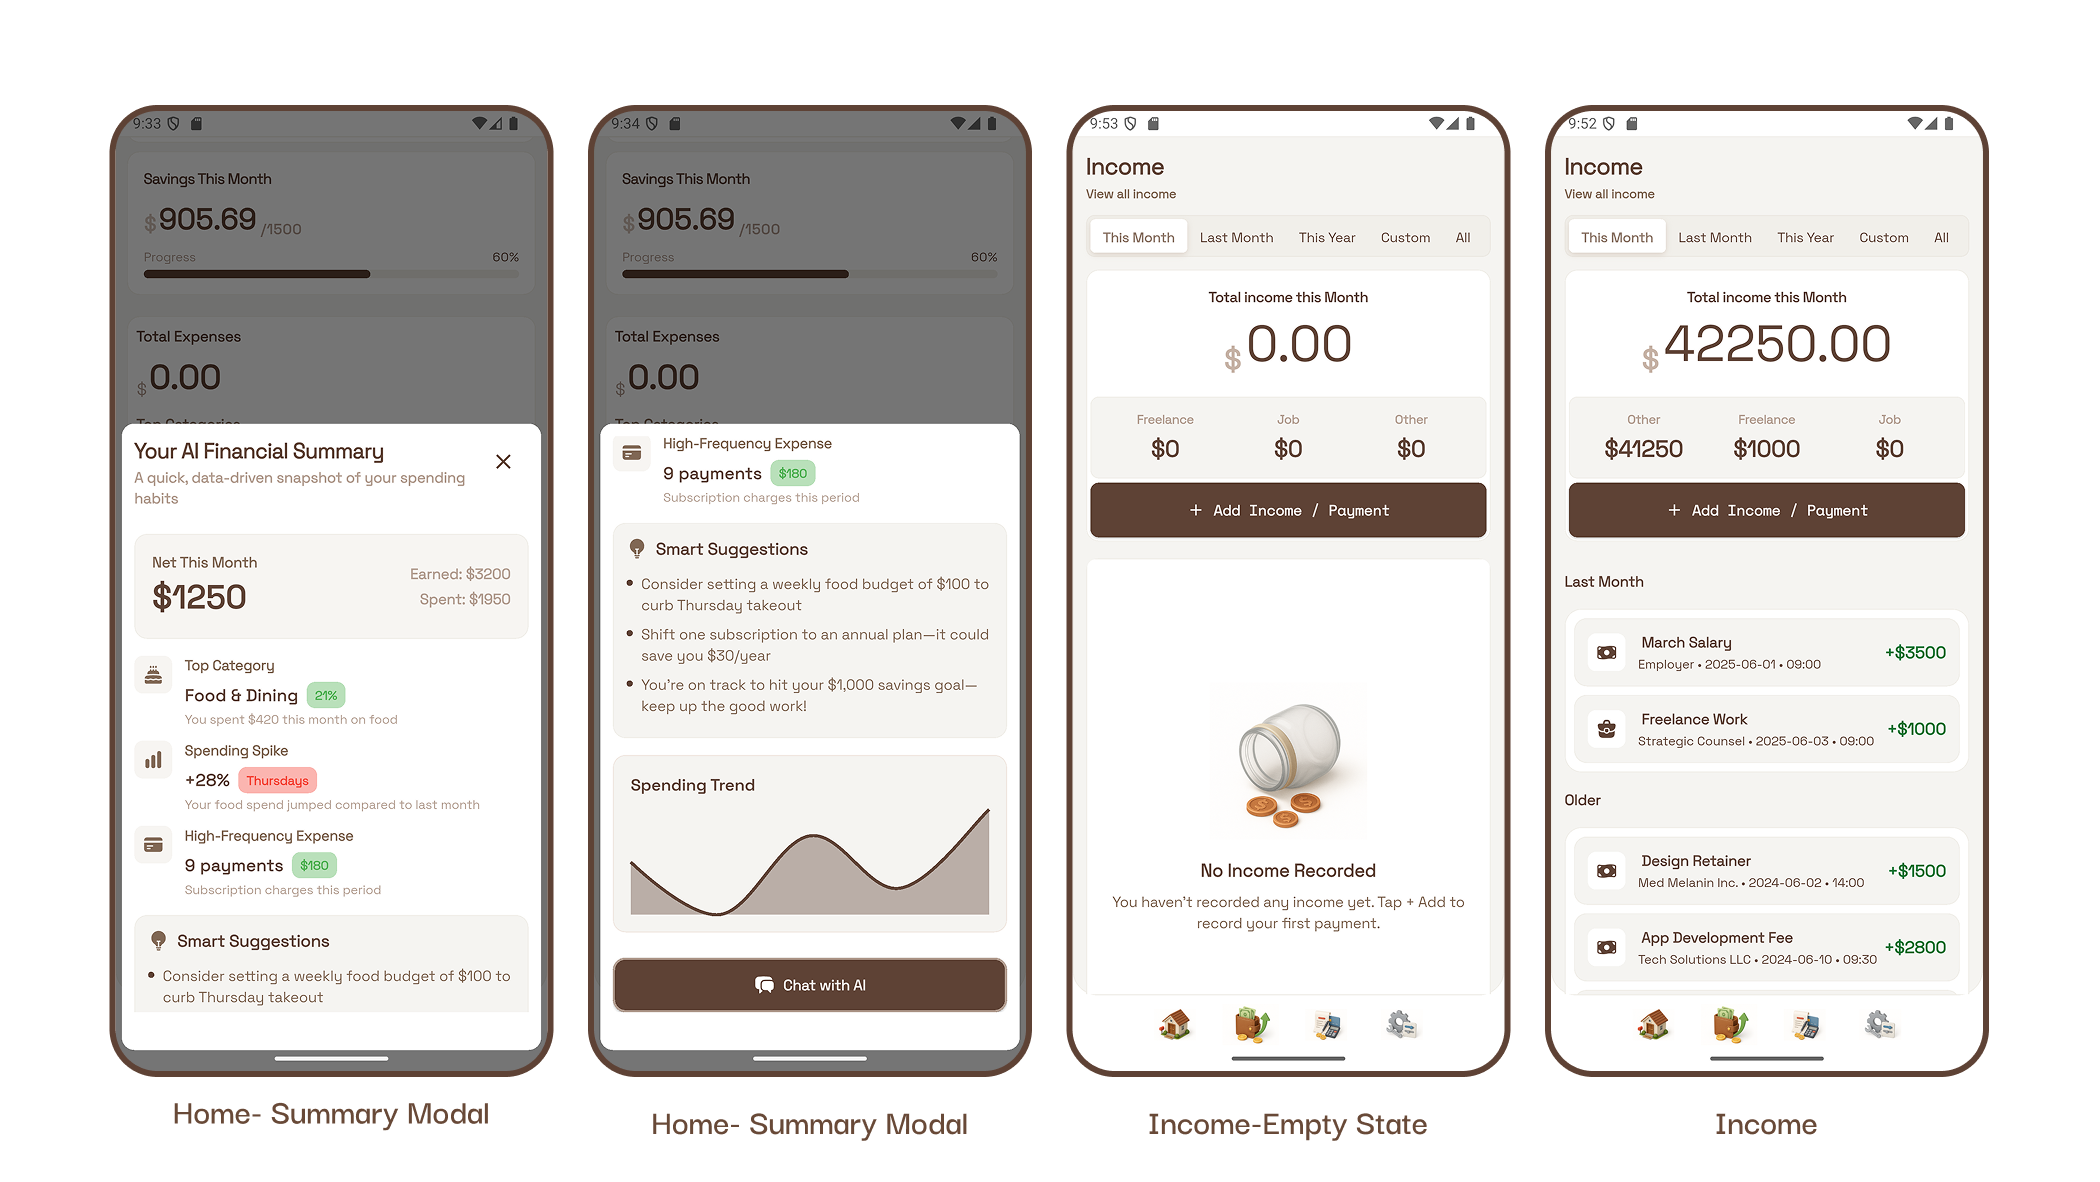 9:33
Savings This Month
$905.69 /1500
Progress 60%
Total Expenses
$0.00
Your AI Financial Summary
A quick, data-driven snapshot of your spending
habits
Net This Month
$1250
Earned: $3200
Spent: $1950
Top Category
Food & Dining 21%
You spent $420 this month on food
Spending Spike
+28% Thursdays
Your food spend jumped compared to last month
High-Frequency Expense
9 payments $180
Subscription charges this period
Smart Suggestions
• Consider setting a weekly food budget of $100 to
curb Thursday takeout
Home- Summary Modal
9:34
Savings This Month
$905.69 /1500
Progress 60%
Total Expenses
$0.00
High-Frequency Expense
9 payments $180
Subscription charges this period
Smart Suggestions
• Consider setting a weekly food budget of $100 to
curb Thursday takeout
• Shift one subscription to an annual plan—it could
save you $30/year
• You're on track to hit your $1,000 savings goal—
keep up the good work!
Spending Trend
Chat with AI
Home- Summary Modal
9:53
Income
View all income
This Month Last Month This Year Custom All
Total income this Month
$0.00
Freelance Job Other
$0 $0 $0
+ Add Income / Payment
No Income Recorded
You haven't recorded any income yet. Tap + Add to
record your first payment.
Income-Empty State
9:52
Income
View all income
This Month Last Month This Year Custom All
Total income this Month
$42250.00
Other Freelance Job
$41250 $1000 $0
+ Add Income / Payment
Last Month
March Salary
Employer • 2025-06-01 • 09:00
+$3500
Freelance Work
Strategic Counsel • 2025-06-03 • 09:00
+$1000
Older
Design Retainer
Med Melanin Inc. • 2024-06-02 • 14:00
+$1500
App Development Fee
Tech Solutions LLC • 2024-06-10 • 09:30
+$2800
Income